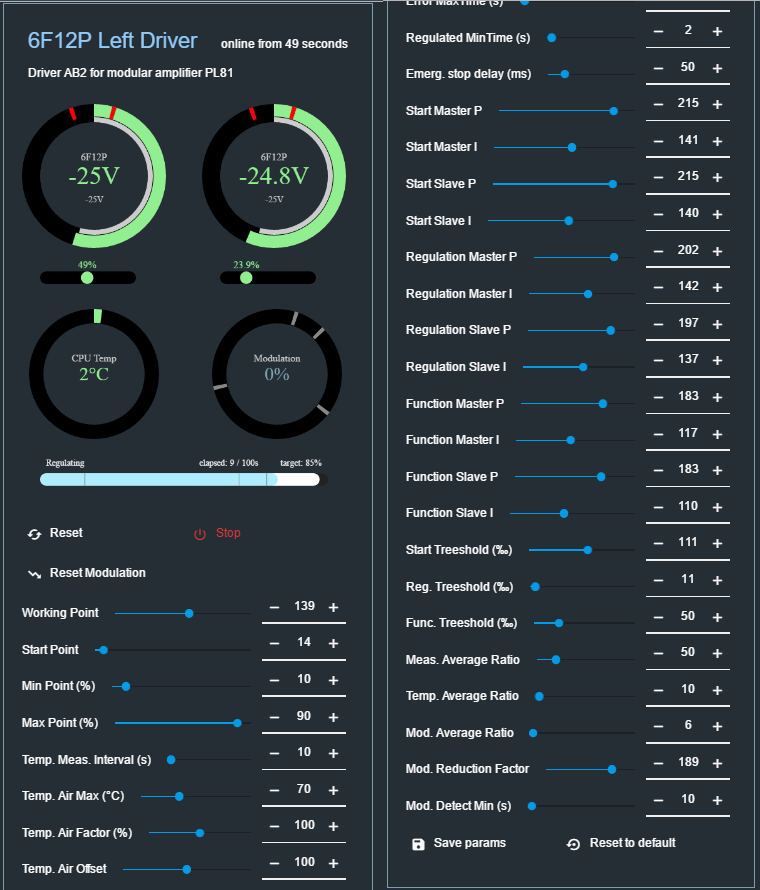 6F12P Left Driver online from 49 seconds
Driver AB2 for modular amplifier PL81
6F12P 6F12P
-25V -24.8V
-25V -25V
49% 23.9%
CPU Temp Modulation
2°C 0%
Regulating elapsed: 9 / 100s target: 85%
Reset Stop
Reset Modulation
Working Point − 139 +
Start Point − 14 +
Min Point (%) − 10 +
Max Point (%) − 90 +
Temp. Meas. Interval (s) − 10 +
Temp. Air Max (°C) − 70 +
Temp. Air Factor (%) − 100 +
Temp. Air Offset − 100 +
Error MaxTime (s)
Regulated MinTime (s) − 2 +
Emerg. stop delay (ms) − 50 +
Start Master P − 215 +
Start Master I − 141 +
Start Slave P − 215 +
Start Slave I − 140 +
Regulation Master P − 202 +
Regulation Master I − 142 +
Regulation Slave P − 197 +
Regulation Slave I − 137 +
Function Master P − 183 +
Function Master I − 117 +
Function Slave P − 183 +
Function Slave I − 110 +
Start Treeshold (‰) − 111 +
Reg. Treeshold (‰) − 11 +
Func. Treeshold (‰) − 50 +
Meas. Average Ratio − 50 +
Temp. Average Ratio − 10 +
Mod. Average Ratio − 6 +
Mod. Reduction Factor − 189 +
Mod. Detect Min (s) − 10 +
Save params Reset to default